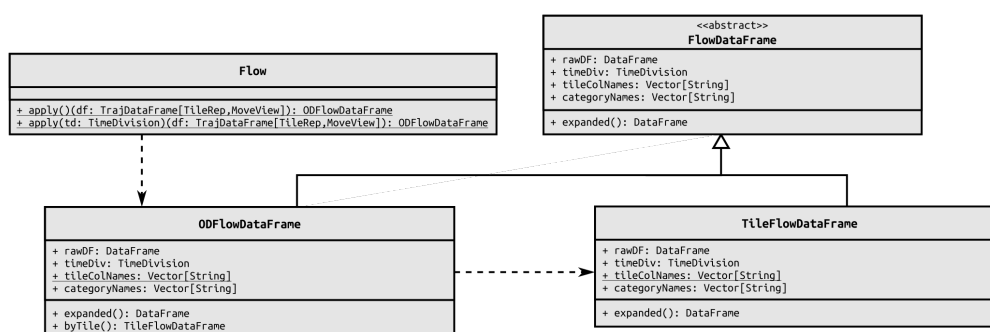 <<abstract>>
FlowDataFrame
+ rawDF: DataFrame
+ timeDiv: TimeDivision
+ tileColNames: Vector[String]
+ categoryNames: Vector[String]
+ expanded(): DataFrame
Flow
+ apply()(df: TrajDataFrame[TileRep,MoveView]): ODFlowDataFrame
+ apply(td: TimeDivision)(df: TrajDataFrame[TileRep,MoveView]): ODFlowDataFrame
ODFlowDataFrame
+ rawDF: DataFrame
+ timeDiv: TimeDivision
+ tileColNames: Vector[String]
+ categoryNames: Vector[String]
+ expanded(): DataFrame
+ byTile(): TileFlowDataFrame
TileFlowDataFrame
+ rawDF: DataFrame
+ timeDiv: TimeDivision
+ tileColNames: Vector[String]
+ categoryNames: Vector[String]
+ expanded(): DataFrame